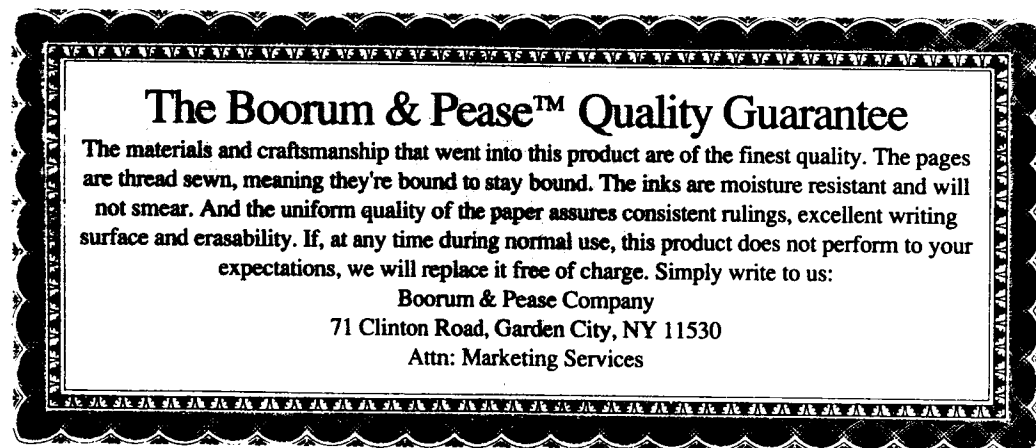 The Boorum & Pease™ Quality Guarantee
The materials and craftsmanship that went into this product are of the finest quality. The pages
are thread sewn, meaning they're bound to stay bound. The inks are moisture resistant and will
not smear. And the uniform quality of the paper assures consistent rulings, excellent writing
surface and erasability. If, at any time during normal use, this product does not perform to your
expectations, we will replace it free of charge. Simply write to us:
Boorum & Pease Company
71 Clinton Road, Garden City, NY 11530
Attn: Marketing Services